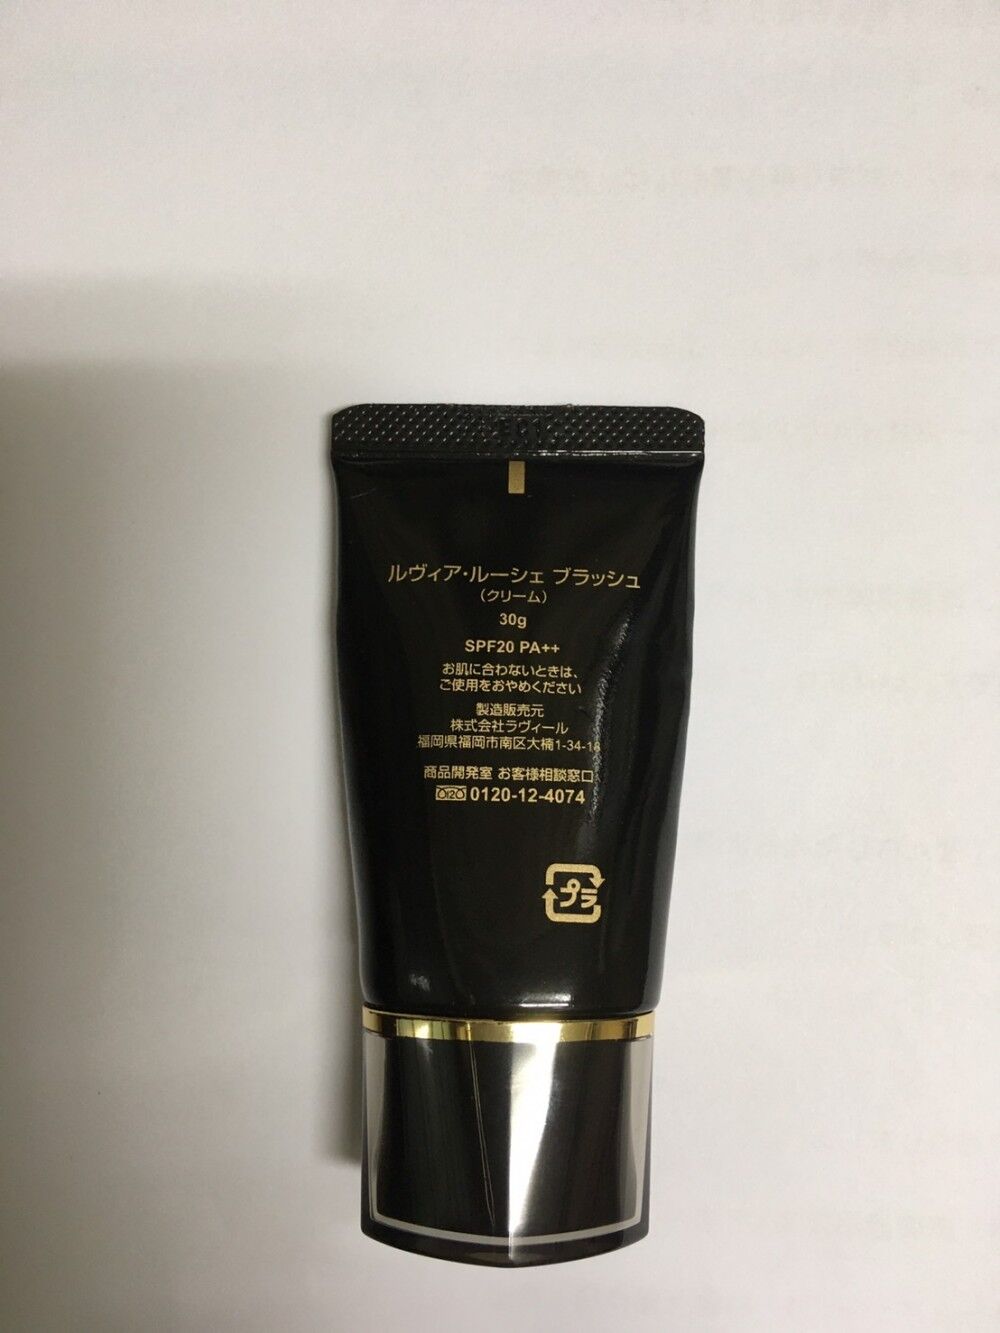 ルヴィア・ルーシェ ブラッシュ
（クリーム）
30g
SPF20 PA++
お肌に合わないときは、
ご使用をおやめください
製造販売元
株式会社ラヴィール
福岡県福岡市南区大楠1-34-18
商品開発室 お客様相談窓口
0120-12-4074
プラ